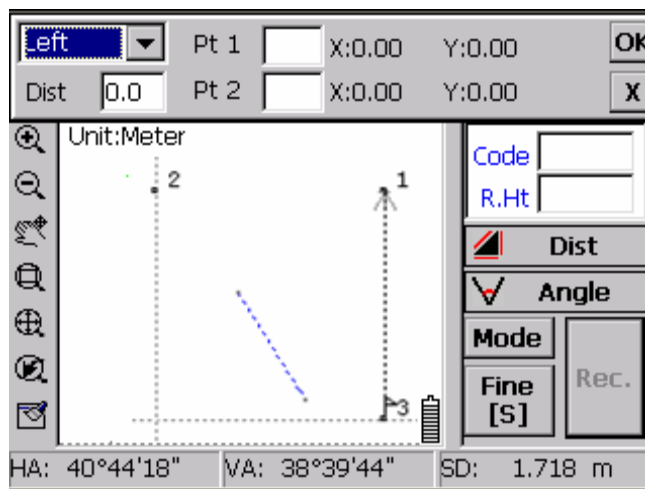 Left Pt 1 X:0.00 Y:0.00 OK
Dist 0.0 Pt 2 X:0.00 Y:0.00 X
Unit:Meter
Code
R.Ht
2
1
Dist
Angle
Mode
Fine
[S]
Rec.
3
HA: 40°44'18" VA: 38°39'44" SD: 1.718 m